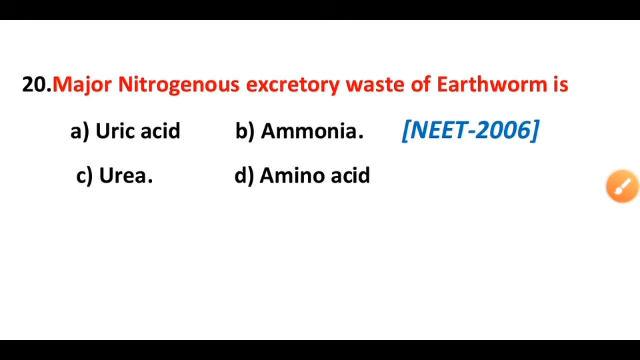 20.Major Nitrogenous excretory waste of Earthworm is
a) Uric acid b) Ammonia. [NEET-2006]
c) Urea. d) Amino acid